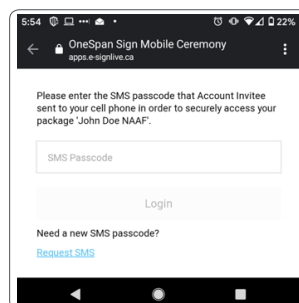 5:54 22%
OneSpan Sign Mobile Ceremony
apps.e-signlive.ca
Please enter the SMS passcode that Account Invitee
sent to your cell phone in order to securely access your
package 'John Doe NAAF'.
SMS Passcode
Login
Need a new SMS passcode?
Request SMS